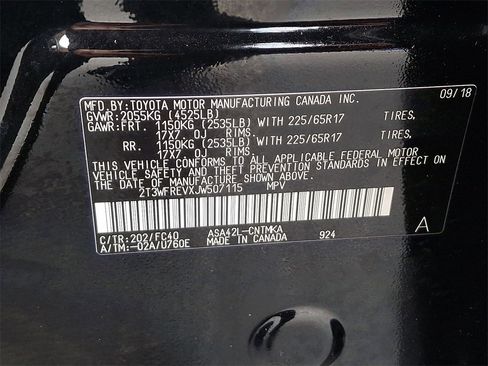 MFD.BY:TOYOTA MOTOR MANUFACTURING CANADA INC. 09/18
GVWR:2055KG (4525LB)
GAWR:FRT. 1150KG (2535LB) WITH 225/65R17 TIRES,
17X7 OJ RIMS
RR. 1150KG (2535LB) WITH 225/65R17 TIRES,
17X7 OJ RIMS
THIS VEHICLE CONFORMS TO ALL APPLICABLE FEDERAL MOTOR
VEHICLE SAFETY AND THEFT PREVENTION STANDARDS IN EFFECT
ON THE DATE OF MANUFACTURE SHOWN ABOVE.
2T3WFREVXJW507115 MPV
C/TR:202/FC40 ASA42L-CNTMKA A
A/TM:-02A/U760E MADE IN CANADA 924